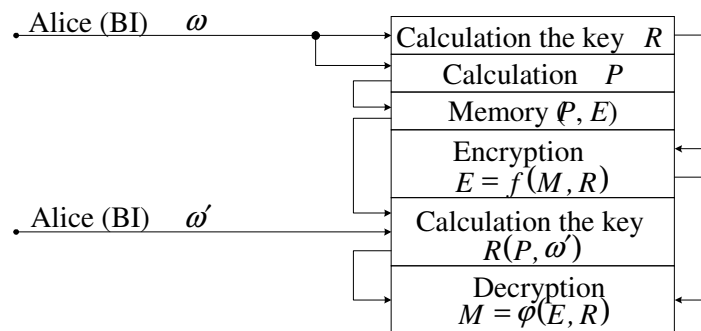 Alice (BI) ω
Calculation the key R
Calculation P
Memory (P, E)
Encryption
E = f(M, R)
Alice (BI) ω′
Calculation the key
R(P, ω′)
Decryption
M = φ(E, R)